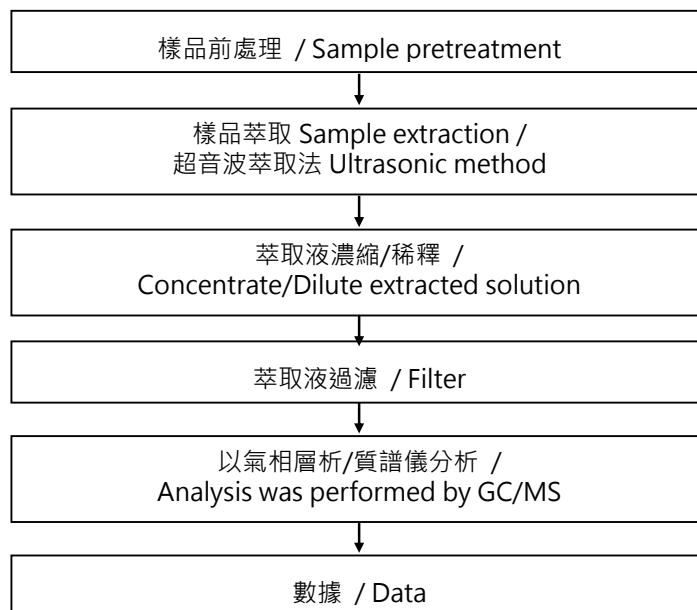 樣品前處理 / Sample pretreatment
樣品萃取 Sample extraction /
超音波萃取法 Ultrasonic method
萃取液濃縮/稀釋 /
Concentrate/Dilute extracted solution
萃取液過濾 / Filter
以氣相層析/質譜儀分析 /
Analysis was performed by GC/MS
數據 / Data